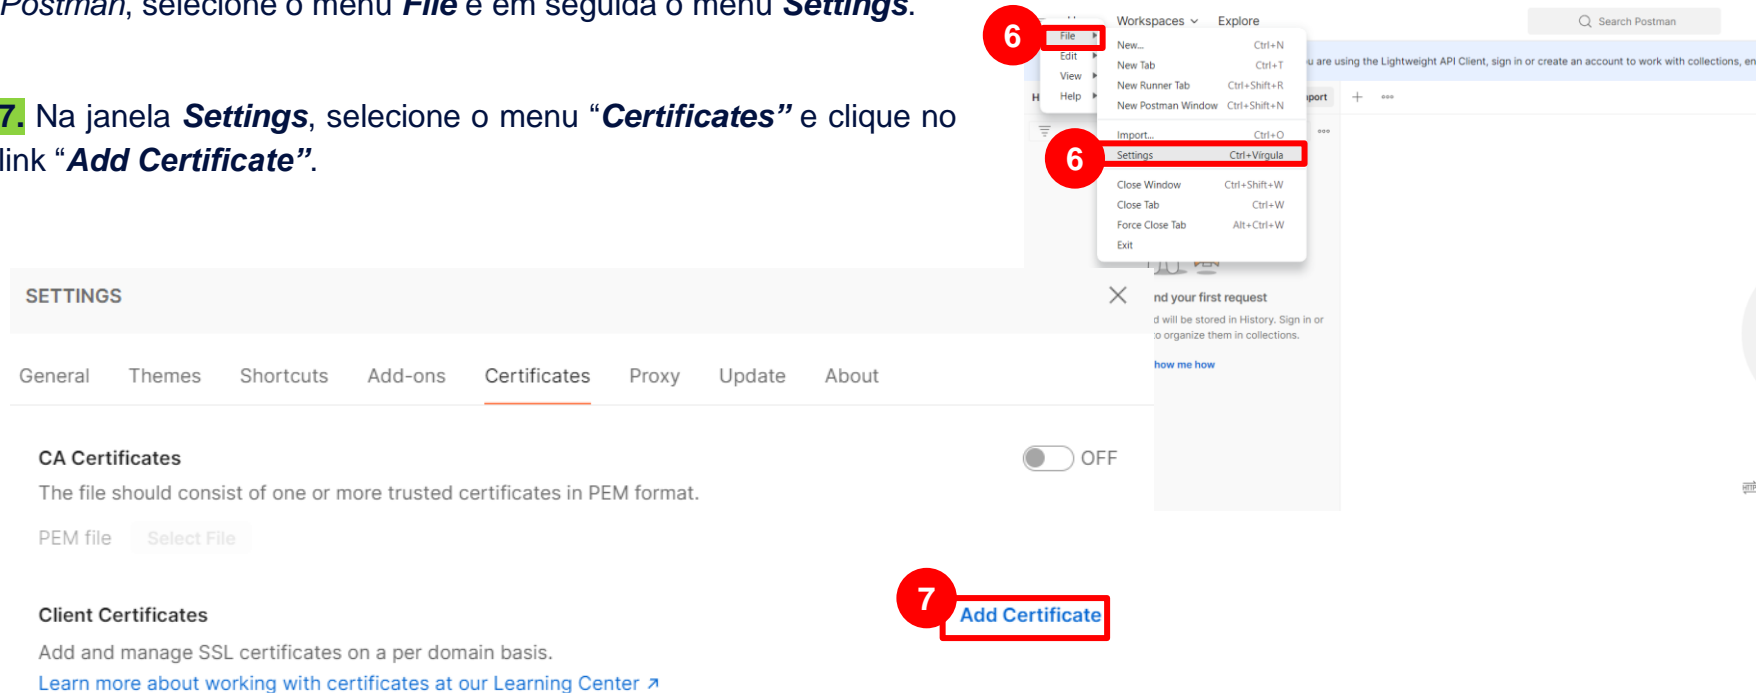 Postman, selecione o menu File e em seguida o menu Settings.
7. Na janela Settings, selecione o menu “Certificates” e clique no
link “Add Certificate”.
Workspaces Explore
Search Postman
6
File
Edit
View
Help
New... Ctrl+N
New Tab Ctrl+T
New Runner Tab Ctrl+Shift+R
New Postman Window Ctrl+Shift+N
Import... Ctrl+O
6
Settings Ctrl+Vírgula
Close Window Ctrl+Shift+W
Close Tab Ctrl+W
Force Close Tab Alt+Ctrl+W
Exit
are using the Lightweight API Client, sign in or create an account to work with collections, en
H
port
nd your first request
d will be stored in History. Sign in or
to organize them in collections.
how me how
SETTINGS
General Themes Shortcuts Add-ons Certificates Proxy Update About
CA Certificates
OFF
The file should consist of one or more trusted certificates in PEM format.
PEM file Select File
Client Certificates
7
Add Certificate
Add and manage SSL certificates on a per domain basis.
Learn more about working with certificates at our Learning Center